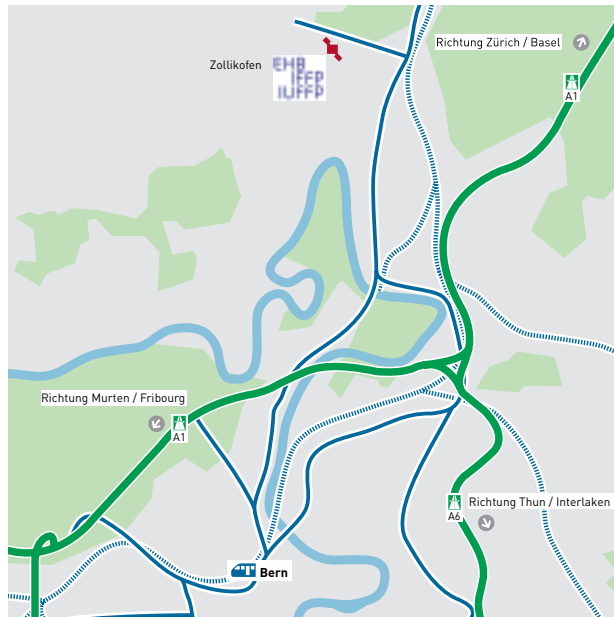 Richtung Zürich / Basel
Zollikofen
EHB
IFFP
IUFFP
A1
Richtung Murten / Fribourg
A1
Richtung Thun / Interlaken
A6
Bern